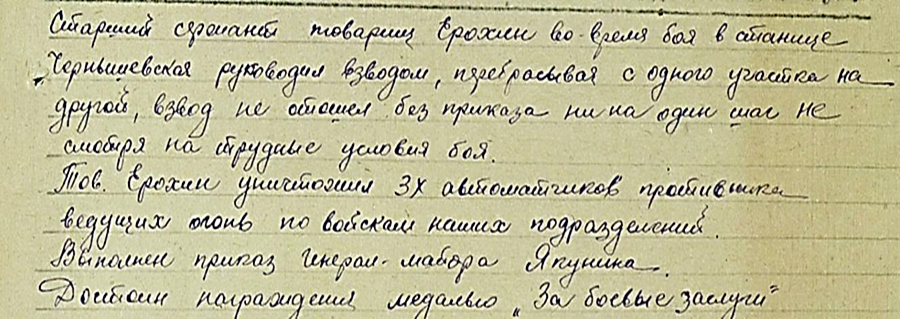 Старший сержант товарищ Ерохин во-время боя в станице
„Чернышевская руководил взводом, перебрасывая с одного участка на
другой, взвод не отошел без приказа ни на один шаг не
смотря на трудные условия боя.
Тов. Ерохин уничтожил 3х автоматчиков противника
ведущих огонь по войскам наших подразделений.
Выполнен приказ Генерал-майора Якунина.
Достоин награждения медалью „За боевые заслуги"